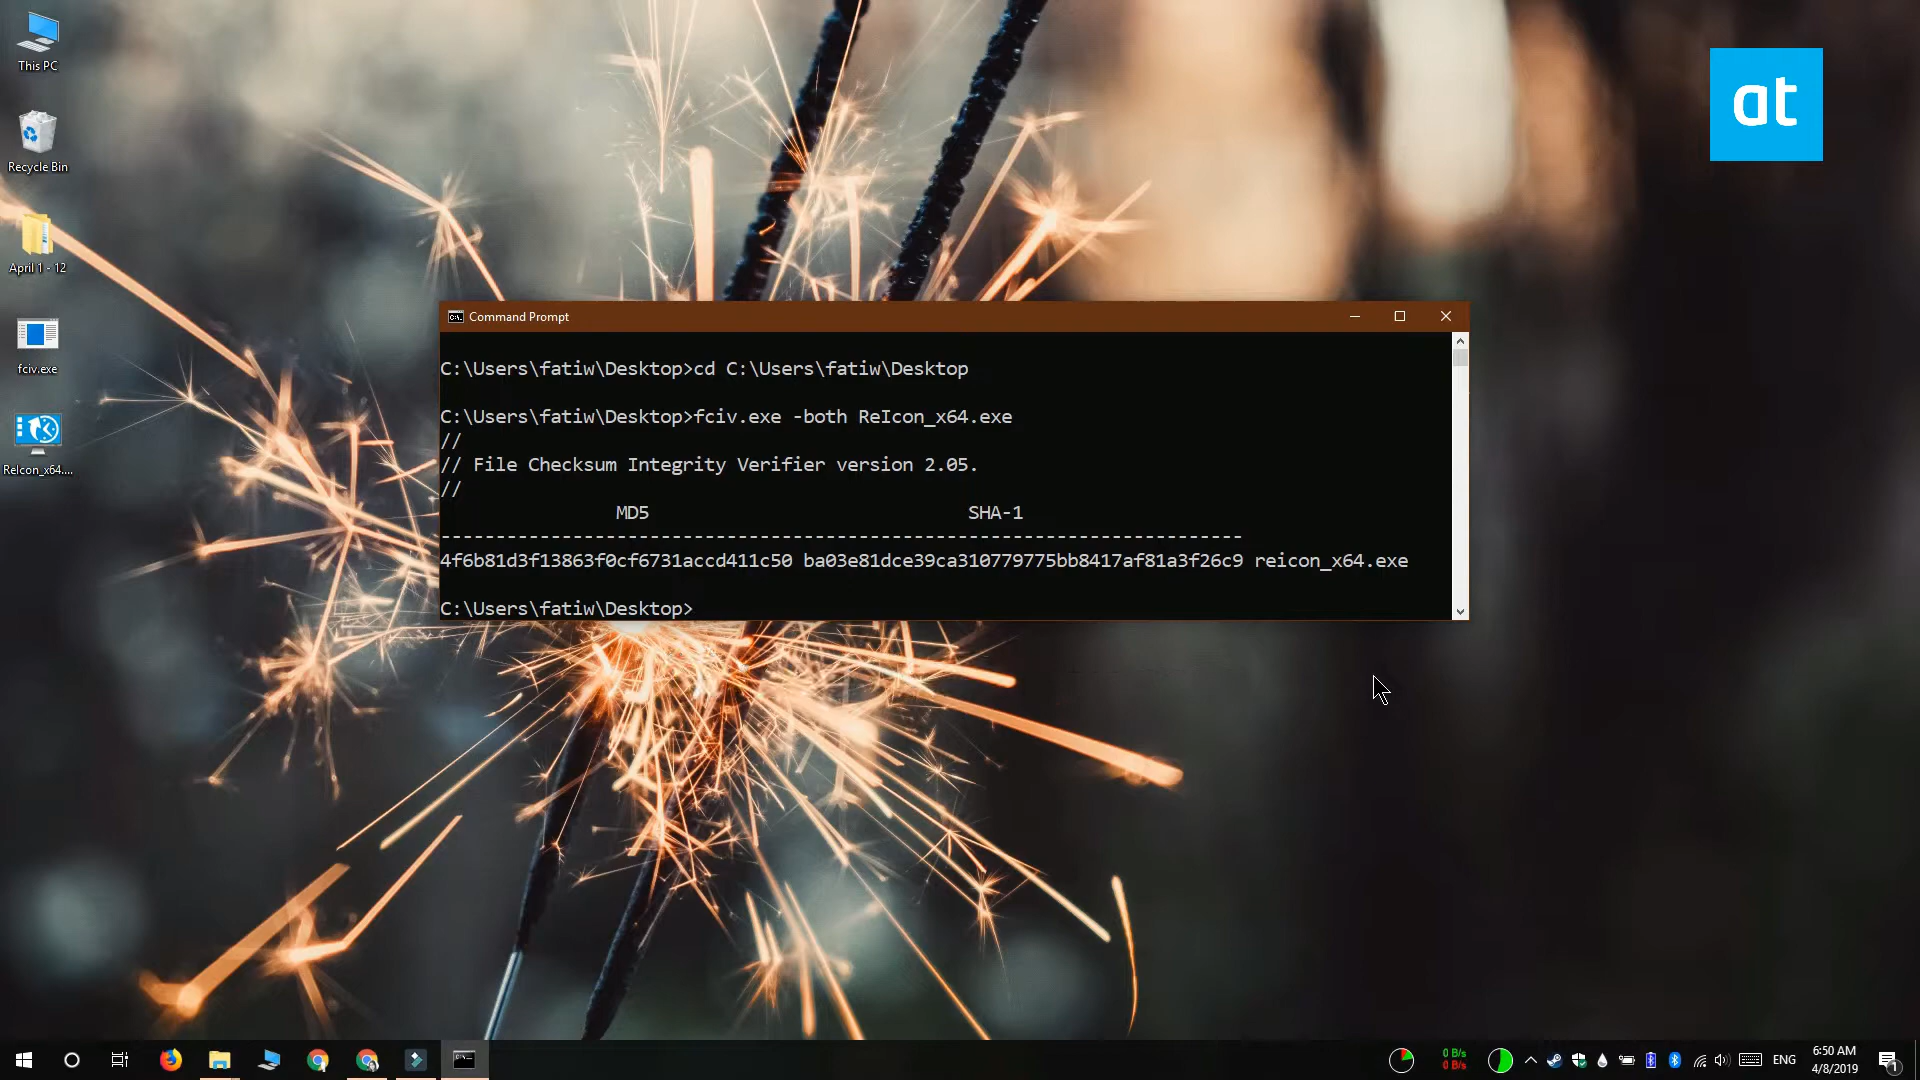 This PC
Recycle Bin
April 1 - 12
fciv.exe
ReIcon_x64....
at
Command Prompt
C:\Users\fatiw\Desktop>cd C:\Users\fatiw\Desktop
C:\Users\fatiw\Desktop>fciv.exe -both ReIcon_x64.exe
//
// File Checksum Integrity Verifier version 2.05.
//
MD5 SHA-1
-------------------------------------------------------------------------
4f6b81d3f13863f0cf6731accd411c50 ba03e81dce39ca310779775bb8417af81a3f26c9 reicon_x64.exe
C:\Users\fatiw\Desktop>
0 B/s
0 B/s
ENG
6:50 AM
4/8/2019
1